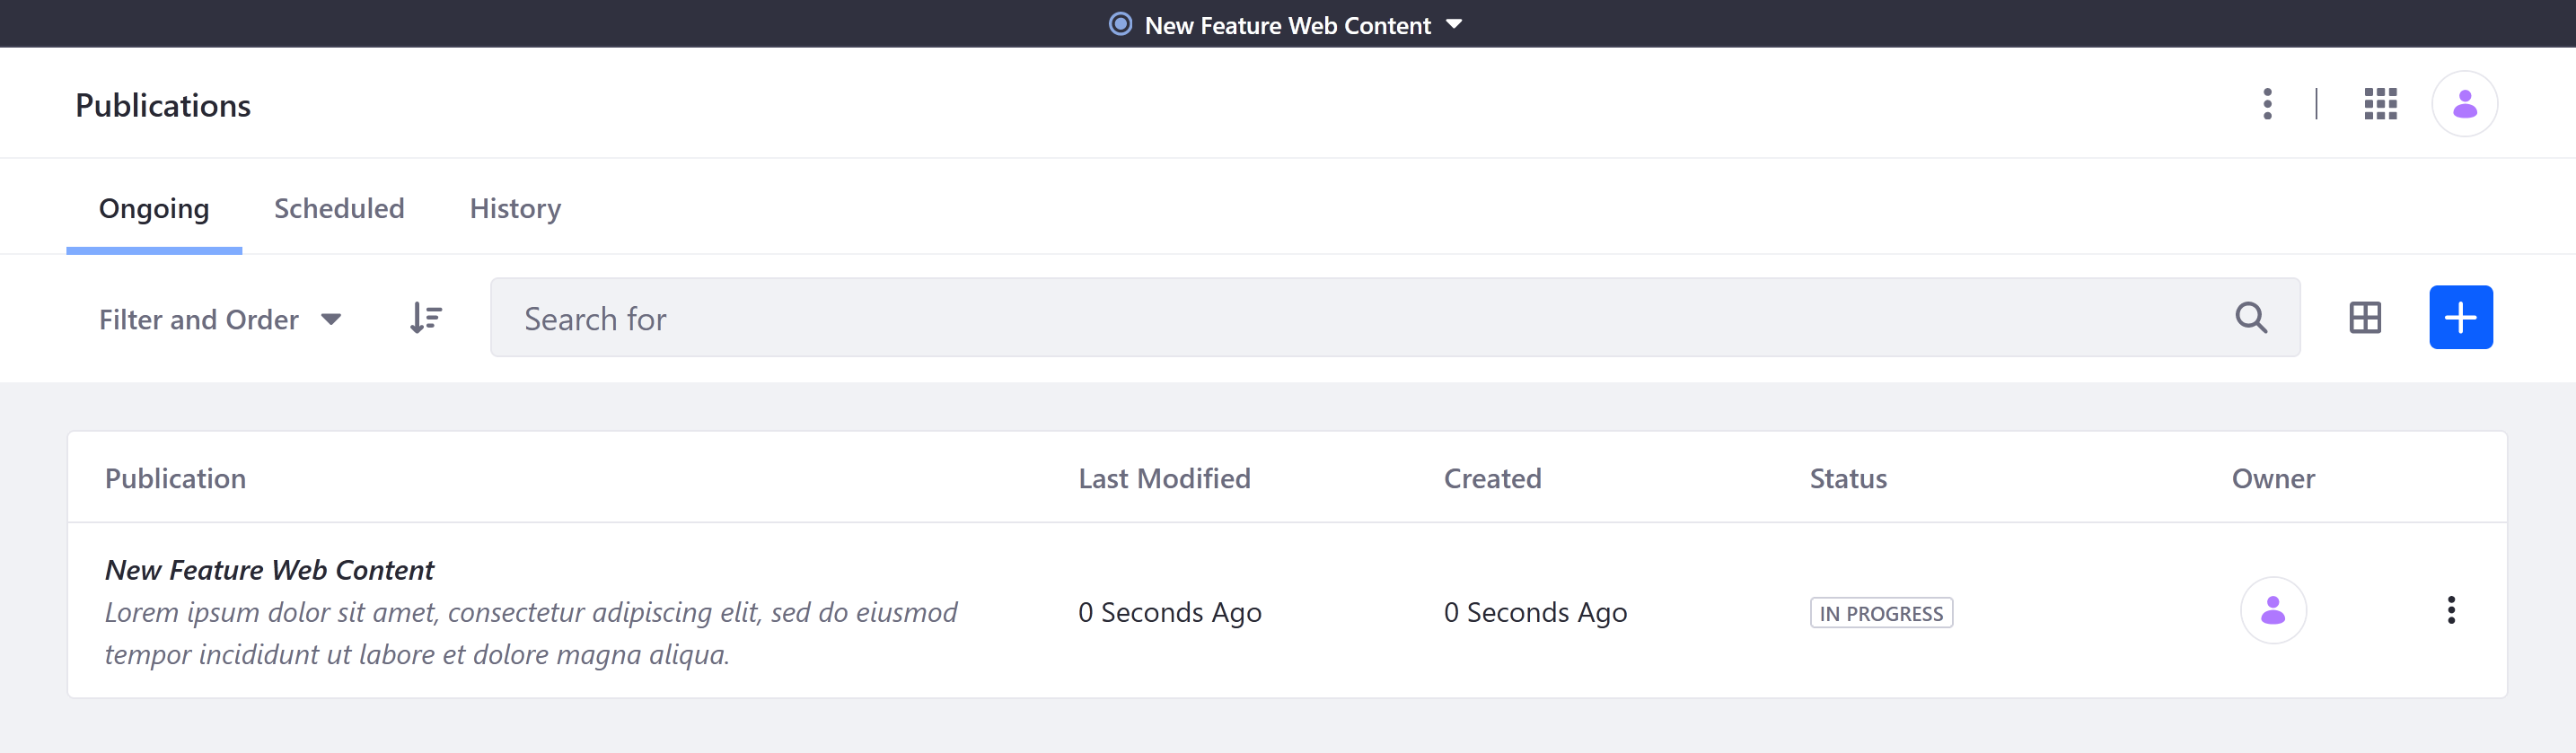 New Feature Web Content
Publications
Ongoing Scheduled History
Filter and Order Search for
Publication Last Modified Created Status Owner
New Feature Web Content
Lorem ipsum dolor sit amet, consectetur adipiscing elit, sed do eiusmod
tempor incididunt ut labore et dolore magna aliqua.
0 Seconds Ago 0 Seconds Ago IN PROGRESS